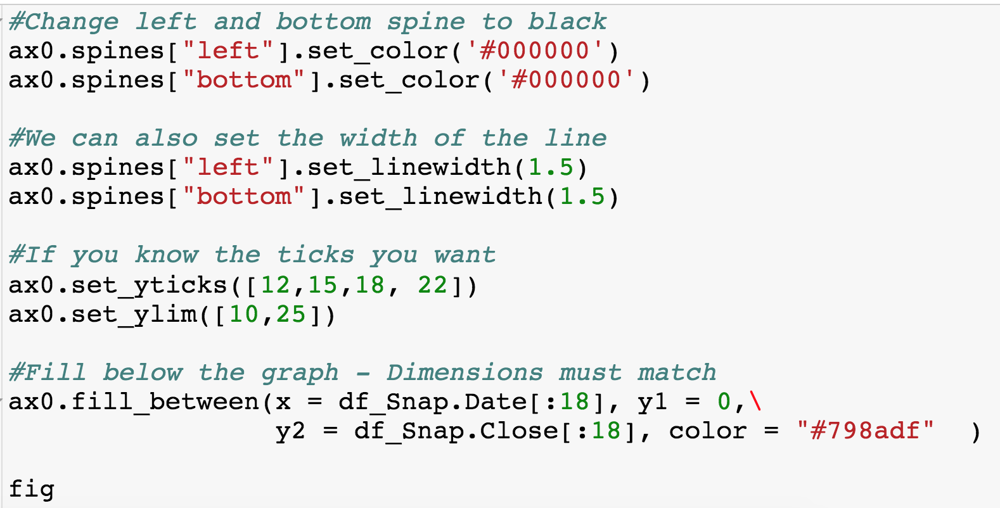 #Change left and bottom spine to black
ax0.spines["left"].set_color('#000000')
ax0.spines["bottom"].set_color('#000000')
#We can also set the width of the line
ax0.spines["left"].set_linewidth(1.5)
ax0.spines["bottom"].set_linewidth(1.5)
#If you know the ticks you want
ax0.set_yticks([12,15,18, 22])
ax0.set_ylim([10,25])
#Fill below the graph - Dimensions must match
ax0.fill_between(x = df_Snap.Date[:18], y1 = 0,\
                 y2 = df_Snap.Close[:18], color = "#798adf"  )
fig